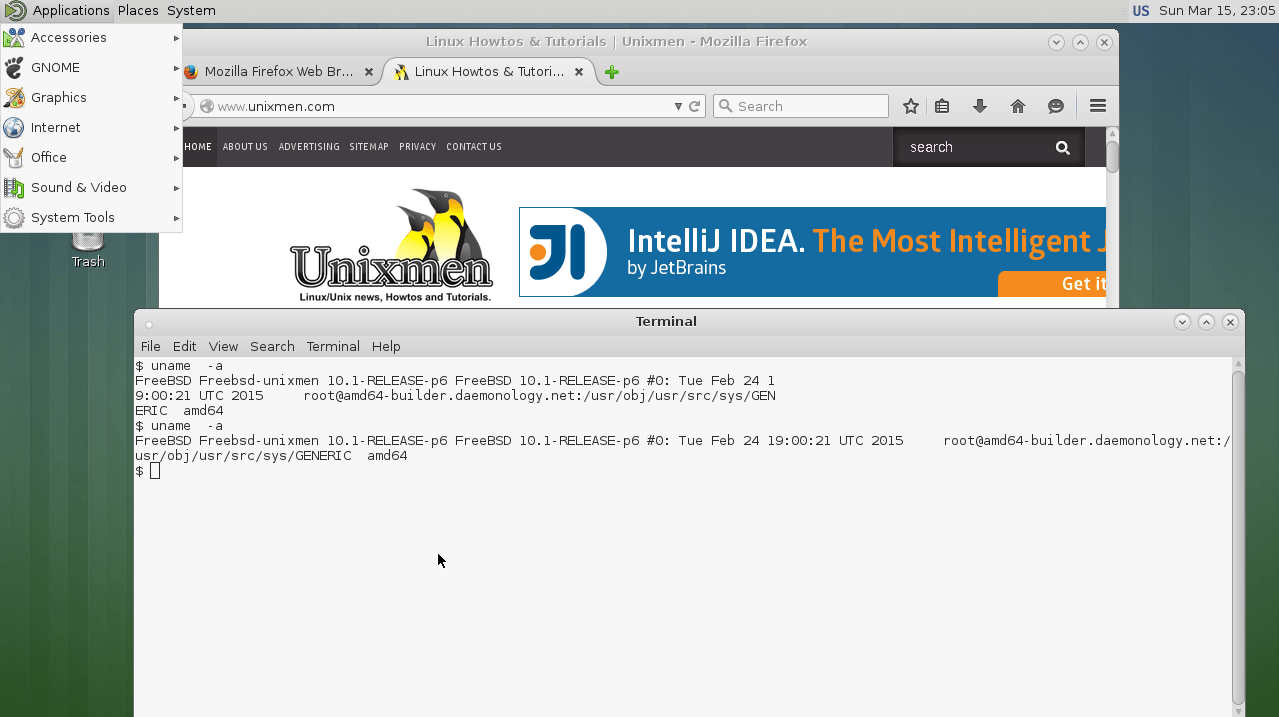 Applications Places System US Sun Mar 15, 23:05
Accessories
GNOME
Graphics
Internet
Office
Sound & Video
System Tools
Trash
Linux Howtos & Tutorials | Unixmen - Mozilla Firefox
Mozilla Firefox Web Br... Linux Howtos & Tutori...
www.unixmen.com Search
HOME ABOUT US ADVERTISING SITEMAP PRIVACY CONTACT US search
Unixmen
Linux/Unix news, Howtos and Tutorials.
IntelliJ IDEA. The Most Intelligent J
by JetBrains
Get it
Terminal
File Edit View Search Terminal Help
$ uname  -a
FreeBSD Freebsd-unixmen 10.1-RELEASE-p6 FreeBSD 10.1-RELEASE-p6 #0: Tue Feb 24 1
9:00:21 UTC 2015     root@amd64-builder.daemonology.net:/usr/obj/usr/src/sys/GEN
ERIC  amd64
$ uname  -a
FreeBSD Freebsd-unixmen 10.1-RELEASE-p6 FreeBSD 10.1-RELEASE-p6 #0: Tue Feb 24 19:00:21 UTC 2015     root@amd64-builder.daemonology.net:/
usr/obj/usr/src/sys/GENERIC  amd64
$